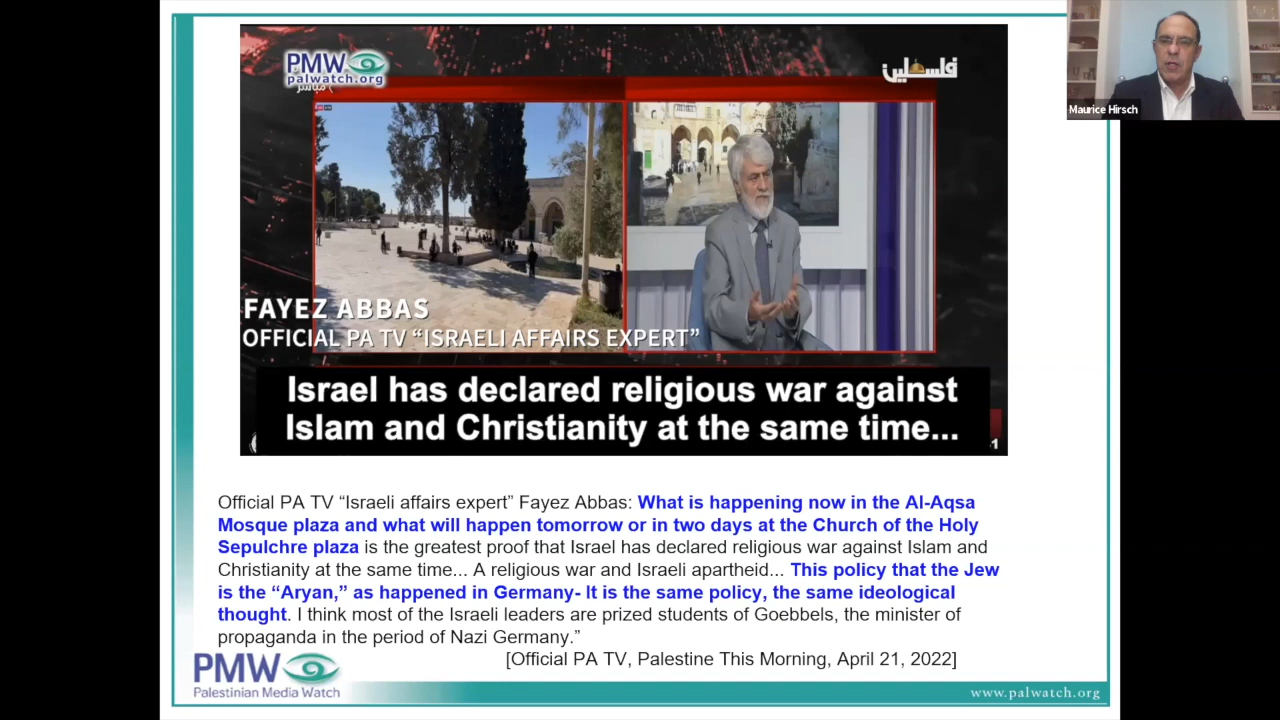 PMW
palwatch.org
مباشر
فلسطين
Maurice Hirsch
FAYEZ ABBAS
OFFICIAL PA TV “ISRAELI AFFAIRS EXPERT”
Israel has declared religious war against
Islam and Christianity at the same time...
Official PA TV “Israeli affairs expert” Fayez Abbas: What is happening now in the Al-Aqsa
Mosque plaza and what will happen tomorrow or in two days at the Church of the Holy
Sepulchre plaza is the greatest proof that Israel has declared religious war against Islam and
Christianity at the same time... A religious war and Israeli apartheid... This policy that the Jew
is the “Aryan,” as happened in Germany- It is the same policy, the same ideological
thought. I think most of the Israeli leaders are prized students of Goebbels, the minister of
propaganda in the period of Nazi Germany.”
[Official PA TV, Palestine This Morning, April 21, 2022]
PMW
Palestinian Media Watch
www.palwatch.org